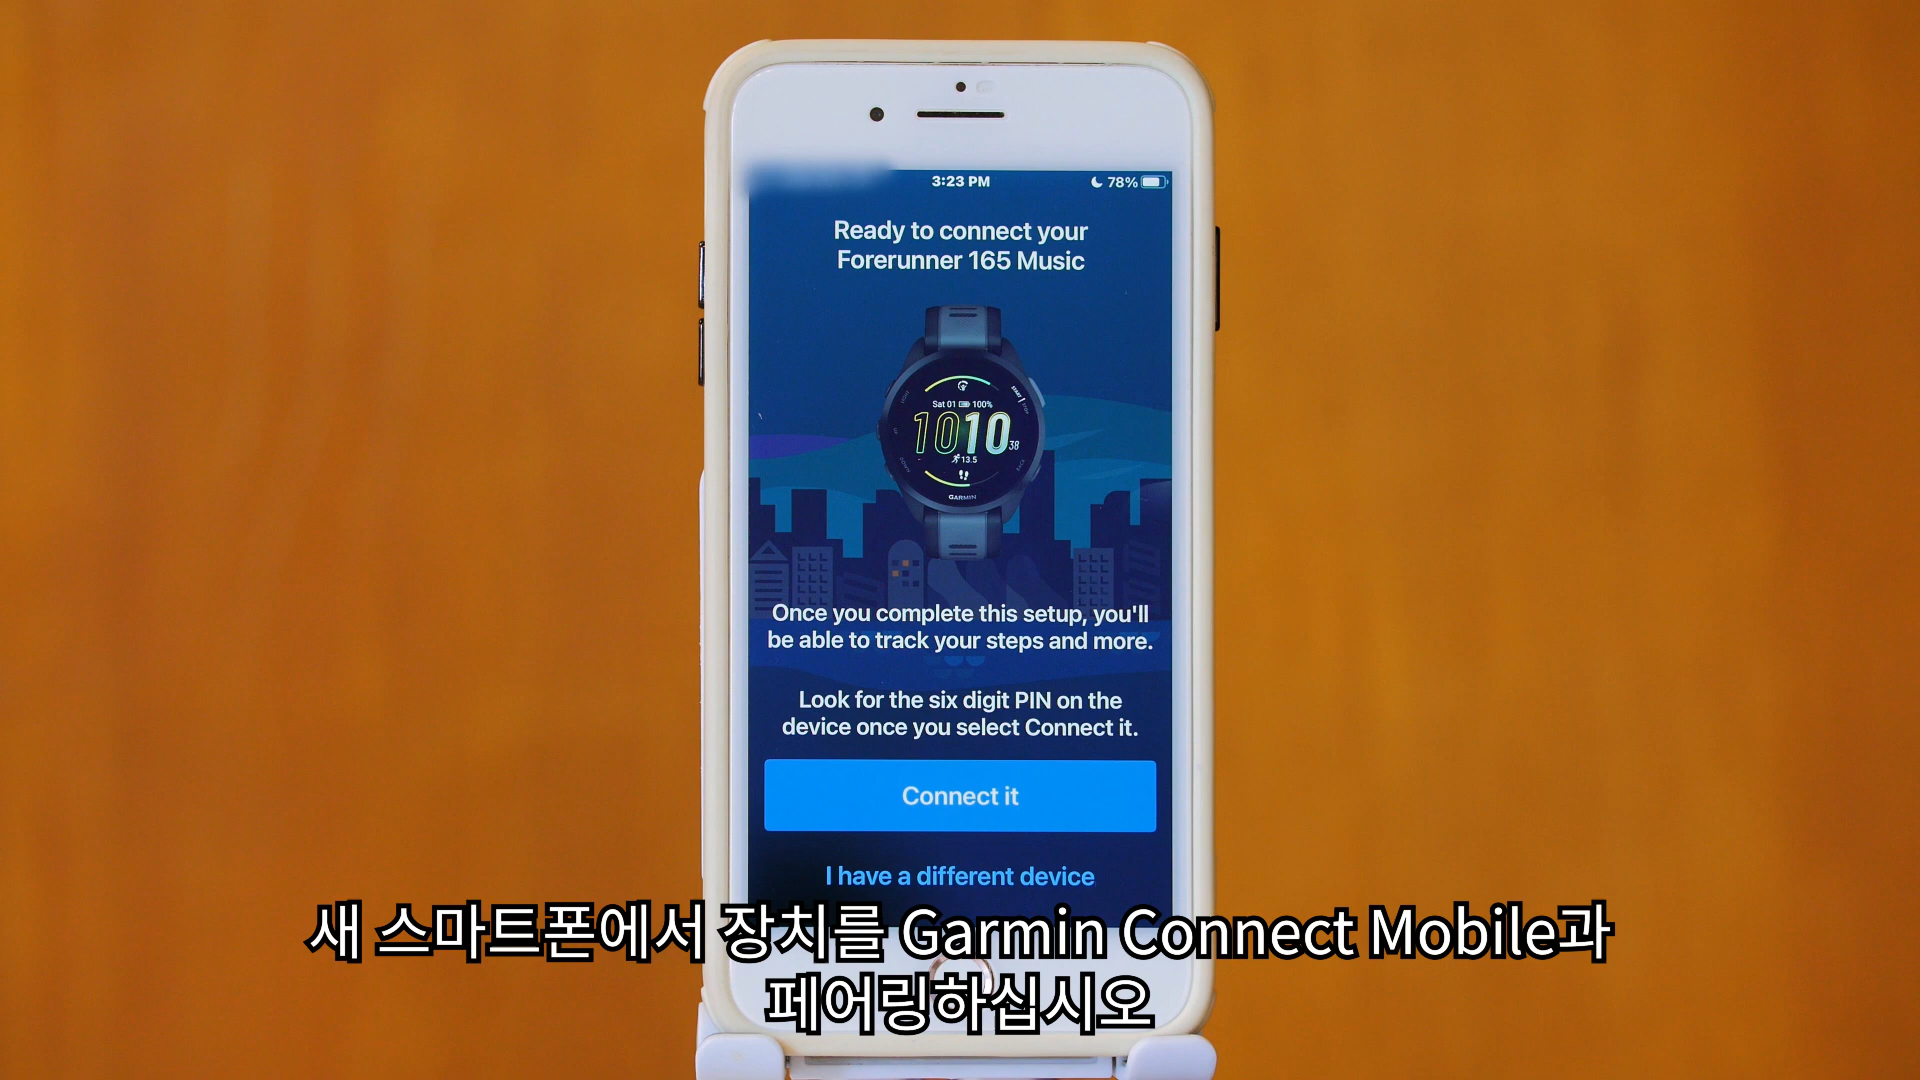 3:23 PM
78%
Ready to connect your
Forerunner 165 Music
Sat 01 100%
1010 38
13.5
GARMIN
Once you complete this setup, you'll
be able to track your steps and more.
Look for the six digit PIN on the
device once you select Connect it.
Connect it
I have a different device
새 스마트폰에서 장치를 Garmin Connect Mobile과
페어링하십시오